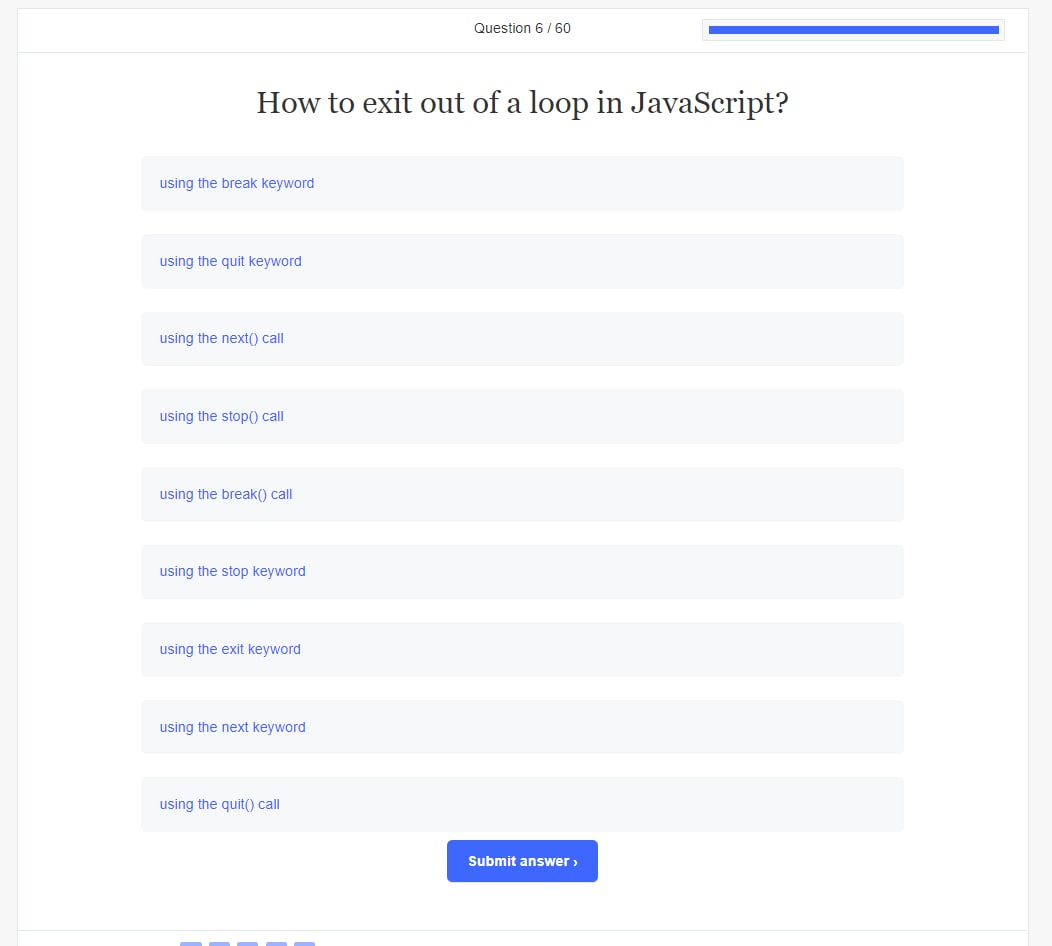 Question 6 / 60
How to exit out of a loop in JavaScript?
using the break keyword
using the quit keyword
using the next() call
using the stop() call
using the break() call
using the stop keyword
using the exit keyword
using the next keyword
using the quit() call
Submit answer ›